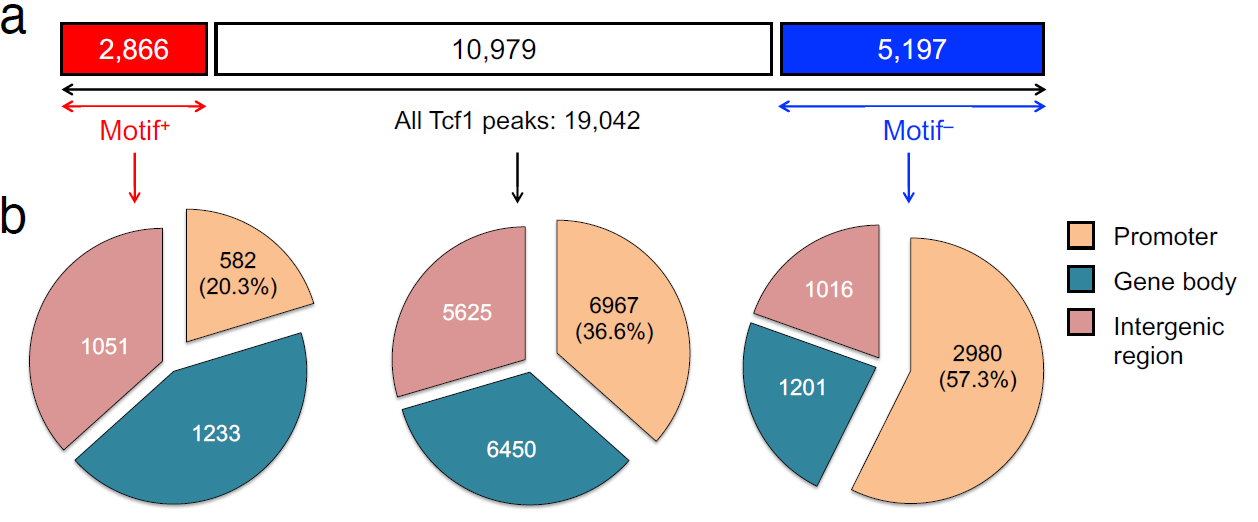 a
2,866
10,979
5,197
Motif+
All Tcf1 peaks: 19,042
Motif–
b
582
(20.3%)
1051
1233
5625
6967
(36.6%)
6450
1016
1201
2980
(57.3%)
Promoter
Gene body
Intergenic
region